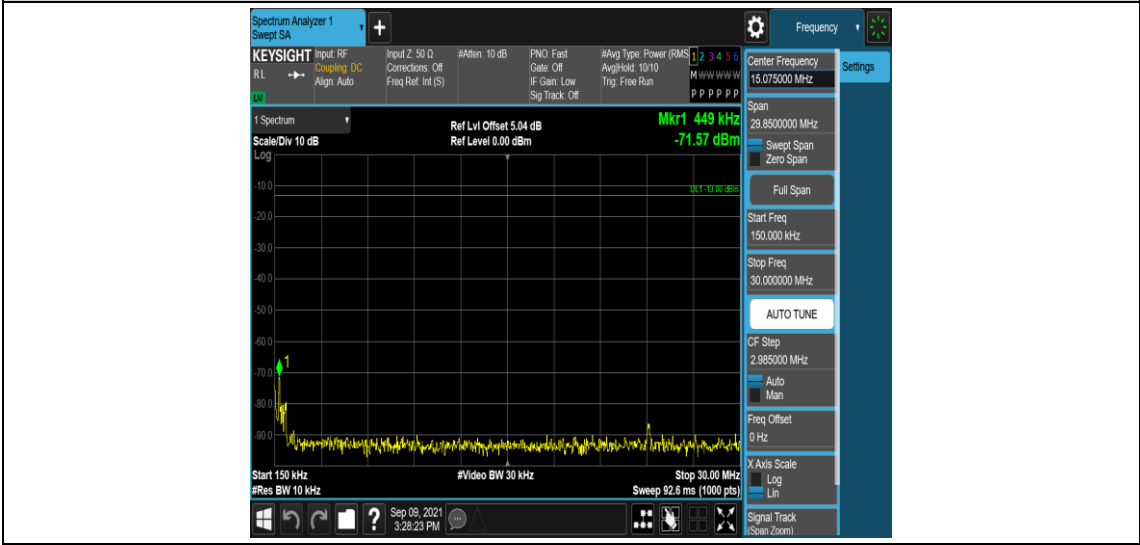 Spectrum Analyzer 1
Swept SA
+
Frequency
KEYSIGHT
RL
LNI
Input: RF
Coupling: DC
Align: Auto
Input Z: 50 Ω
Corrections: Off
Freq Ref: Int (S)
#Atten: 10 dB
PNO: Fast
Gate: Off
IF Gain: Low
Sig Track: Off
#Avg Type: Power (RMS
Avg|Hold: 10/10
Trig: Free Run
1 2 3 4 5 6
M W W W W W
P P P P P P
Center Frequency
15.075000 MHz
Settings
1 Spectrum
Scale/Div 10 dB
Ref Lvl Offset 5.04 dB
Ref Level 0.00 dBm
Mkr1 449 kHz
-71.57 dBm
Span
29.8500000 MHz
Swept Span
Zero Span
Full Span
Start Freq
150.000 kHz
Stop Freq
30.000000 MHz
AUTO TUNE
CF Step
2.985000 MHz
Auto
Man
Freq Offset
0 Hz
X Axis Scale
Log
Lin
Signal Track
(Span Zoom)
Log
DL1 -13.00 dBm
-10.0
-20.0
-30.0
-40.0
-50.0
-60.0
1
-70.0
-80.0
-90.0
Start 150 kHz
#Video BW 30 kHz
Stop 30.00 MHz
#Res BW 10 kHz
Sweep 92.6 ms (1000 pts)
?
Sep 09, 2021
3:28:23 PM